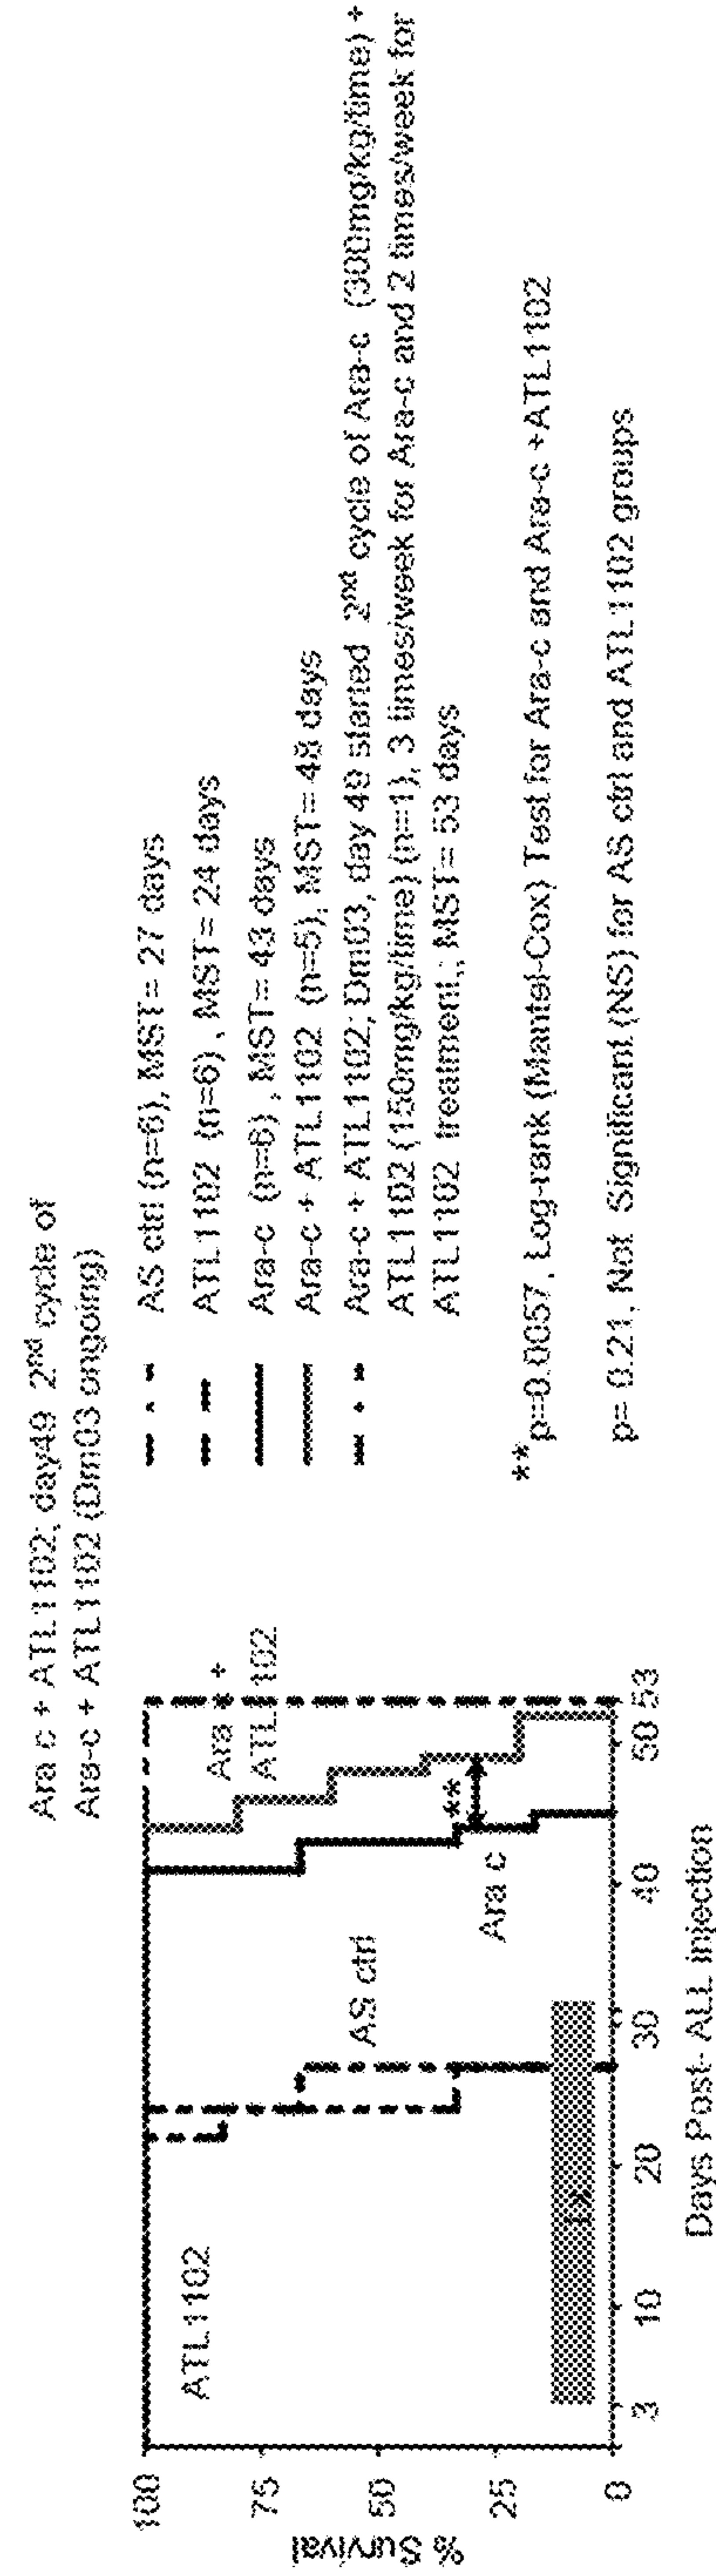 Ara c + ATL1102; day49 2nd cycle of
Ara-c + ATL1102 (Dm03 ongoing)
AS ctrl (n=6), MST= 27 days
ATL1102 (n=6) , MST= 24 days
Ara-c (n=6) , MST= 43 days
Ara-c + ATL1102 (n=5), MST= 48 days
Ara-c + ATL1102; Dm03, day 49 started 2nd cycle of Ara-c (300mg/kg/time) +
ATL1102 (150mg/kg/time) (n=1), 3 times/week for Ara-c and 2 times/week for
ATL1102 treatment,; MST= 53 days
** p=0.0057, Log-rank (Mantel-Cox) Test for Ara-c and Ara-c +ATL1102
p= 0.21, Not Significant (NS) for AS ctrl and ATL1102 groups
% Survival
100
75
50
25
0
ATL1102
AS ctrl
Ara c
**
Ara +
3 10 20 30 40 50 53
Days Post- ALL injection